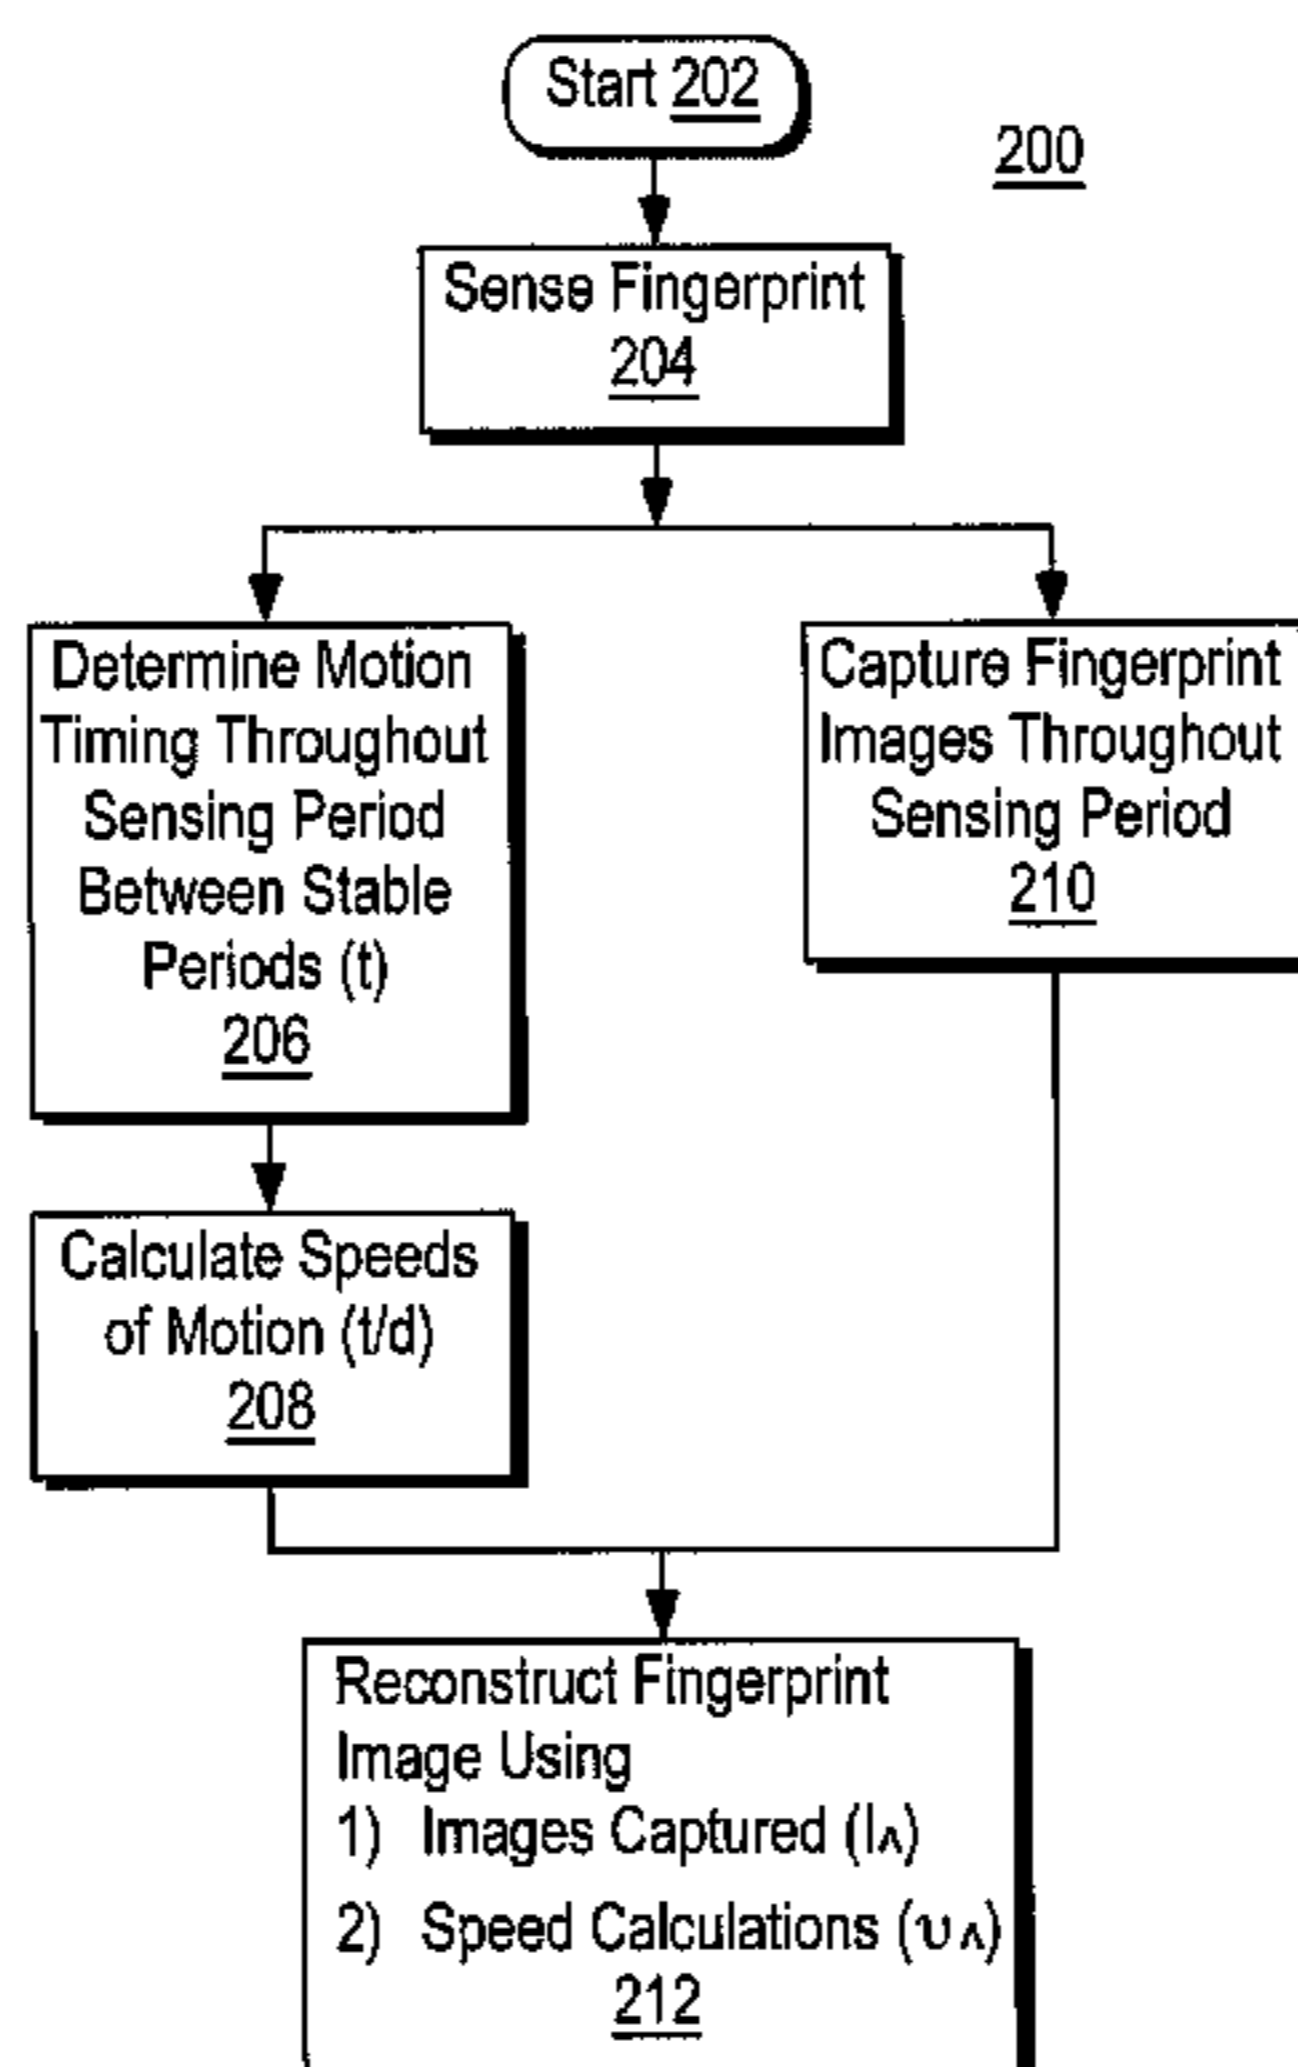 Start 202
200
Sense Fingerprint
204
Determine Motion
Timing Throughout
Sensing Period
Between Stable
Periods (t)
206
Capture Fingerprint
Images Throughout
Sensing Period
210
Calculate Speeds
of Motion (t/d)
208
Reconstruct Fingerprint
Image Using
1) Images Captured (I∧)
2) Speed Calculations (υ∧)
212